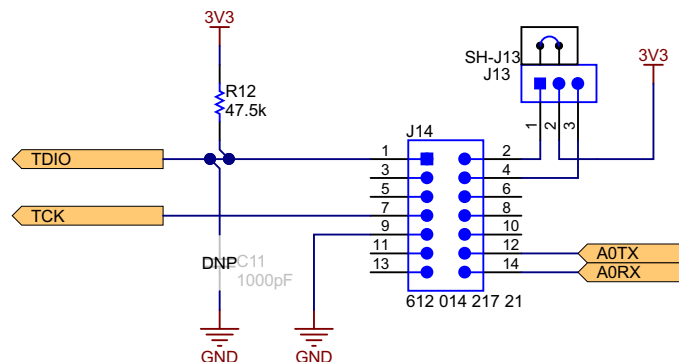 3V3
SH-J13
J13
3V3
R12
47.5k
1
2
3
J14
TDIO
1
2
3
4
5
6
TCK
7
8
9
10
11
12
A0TX
DNP
C11
1000pF
13
14
A0RX
612 014 217 21
GND
GND